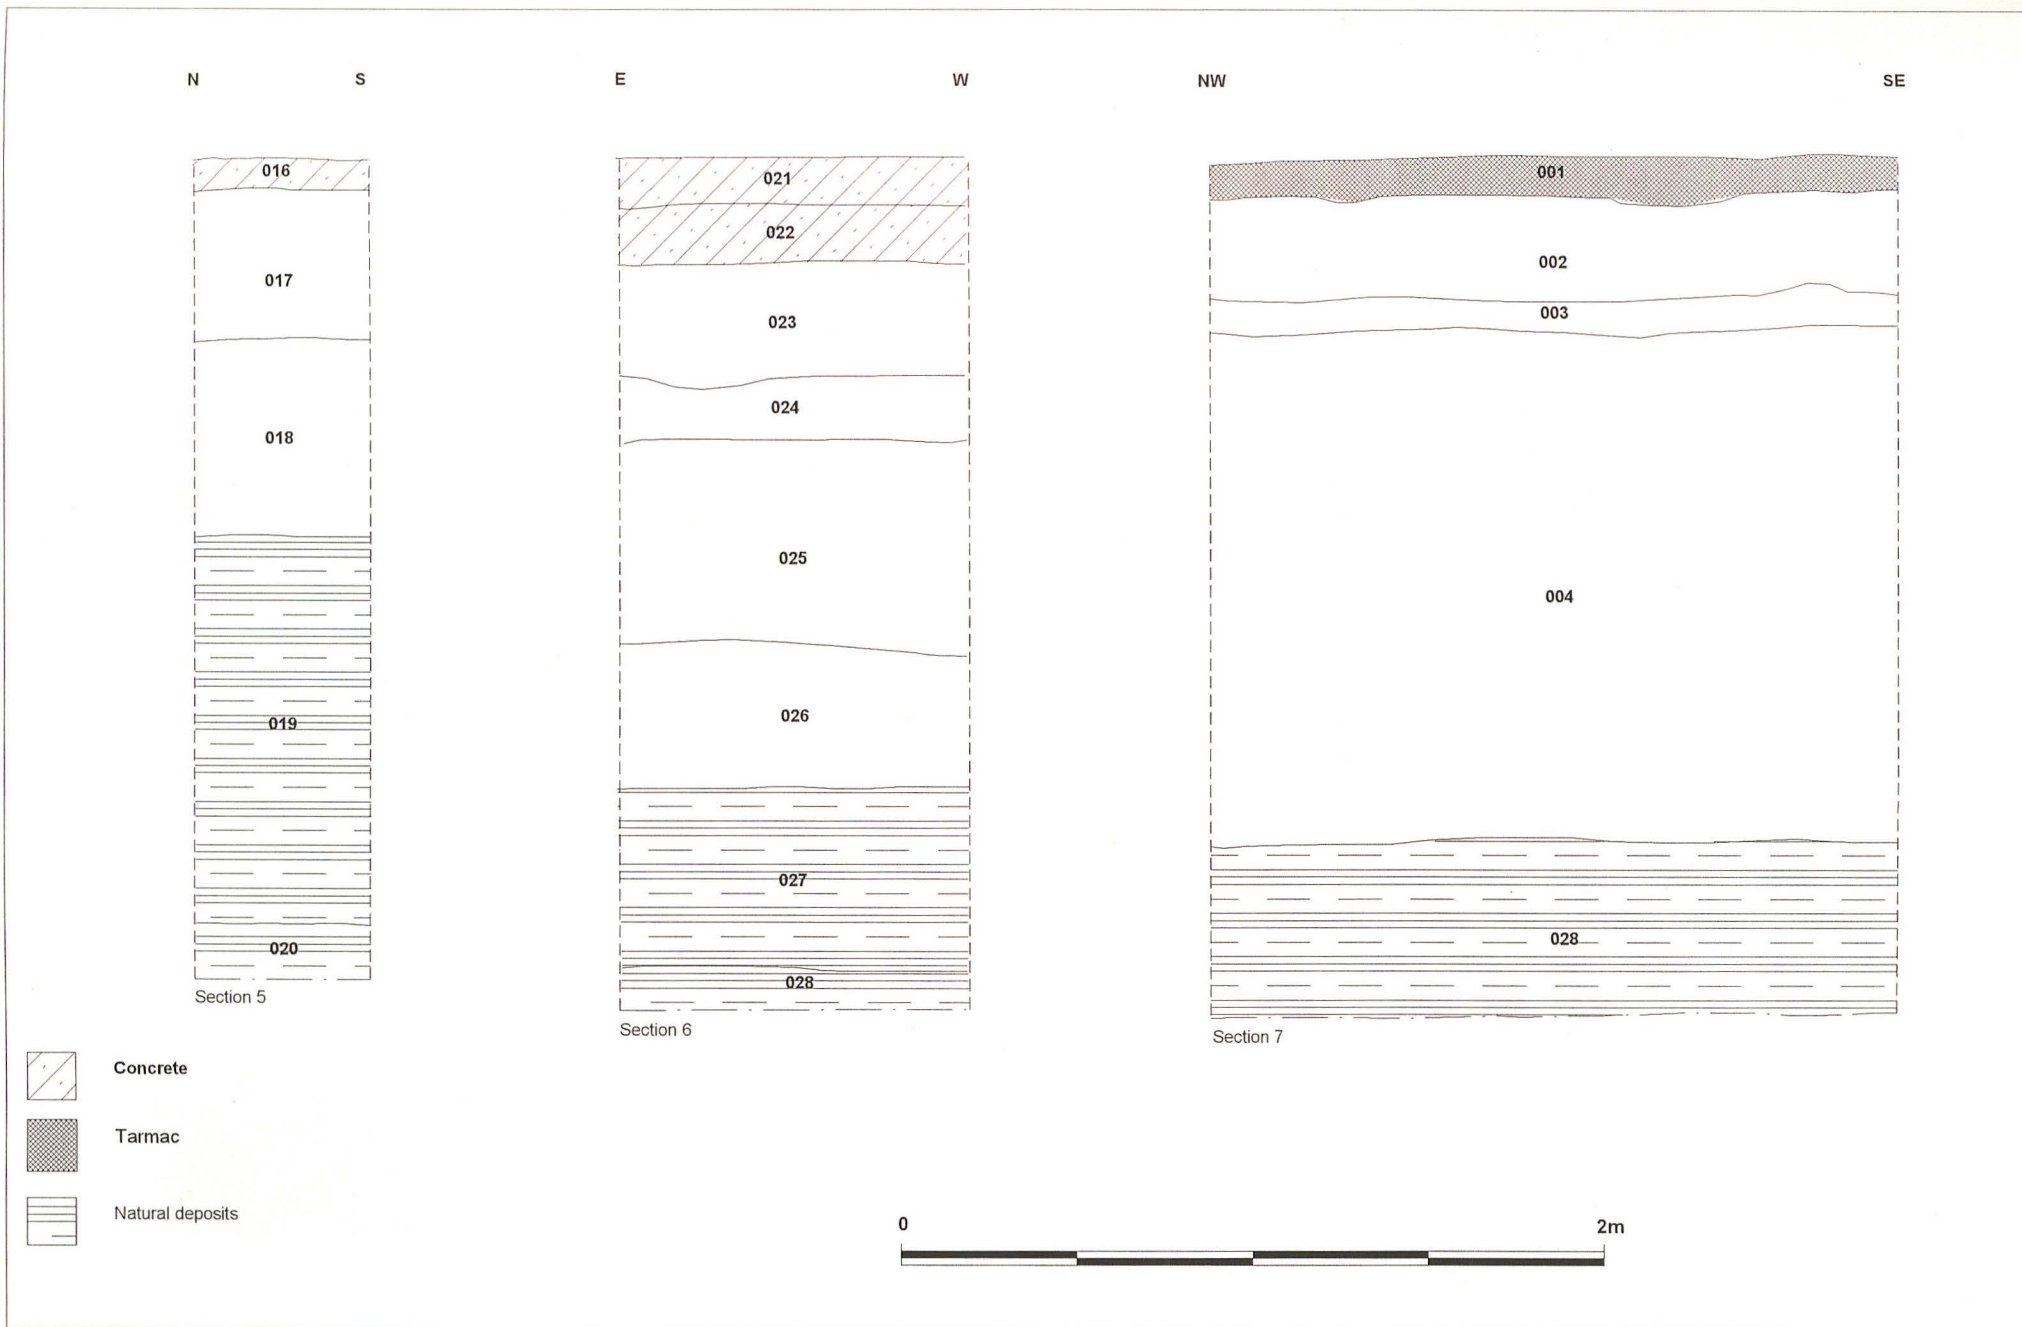 N S
016
017
018
019
020
Section 5
E W
021
022
023
024
025
026
027
028
Section 6
NW SE
001
002
003
004
028
Section 7
Concrete
Tarmac
Natural deposits
0 2m